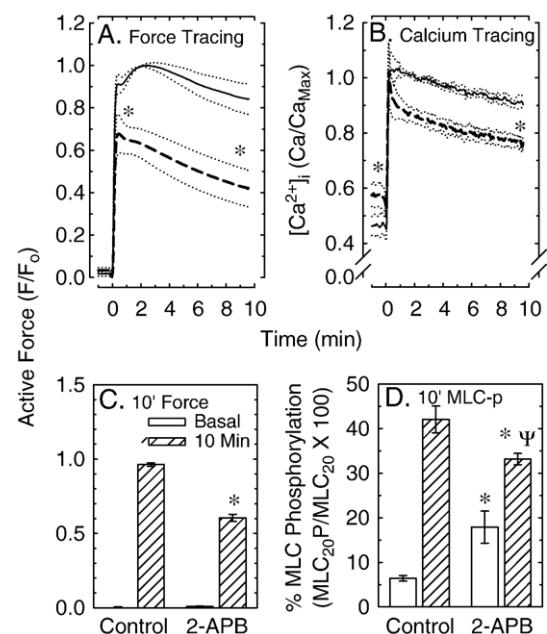 A. Force Tracing
B. Calcium Tracing
1.2
1.0
0.8
0.6
0.4
0.2
0.0
*
*
0 2 4 6 8 10
[Ca²⁺]ᵢ (Ca/Ca_Max)
1.2
1.0
0.8
0.6
0.4
0.0
*
*
0 2 4 6 8 10
Time (min)
Active Force (F/Fₒ)
C. 10' Force
Basal
10 Min
1.5
1.0
0.5
0.0
*
Control 2-APB
D. 10' MLC-p
% MLC Phosphorylation
(MLC₂₀P/MLC₂₀ X 100)
50
40
30
20
10
0
*
* Ψ
Control 2-APB